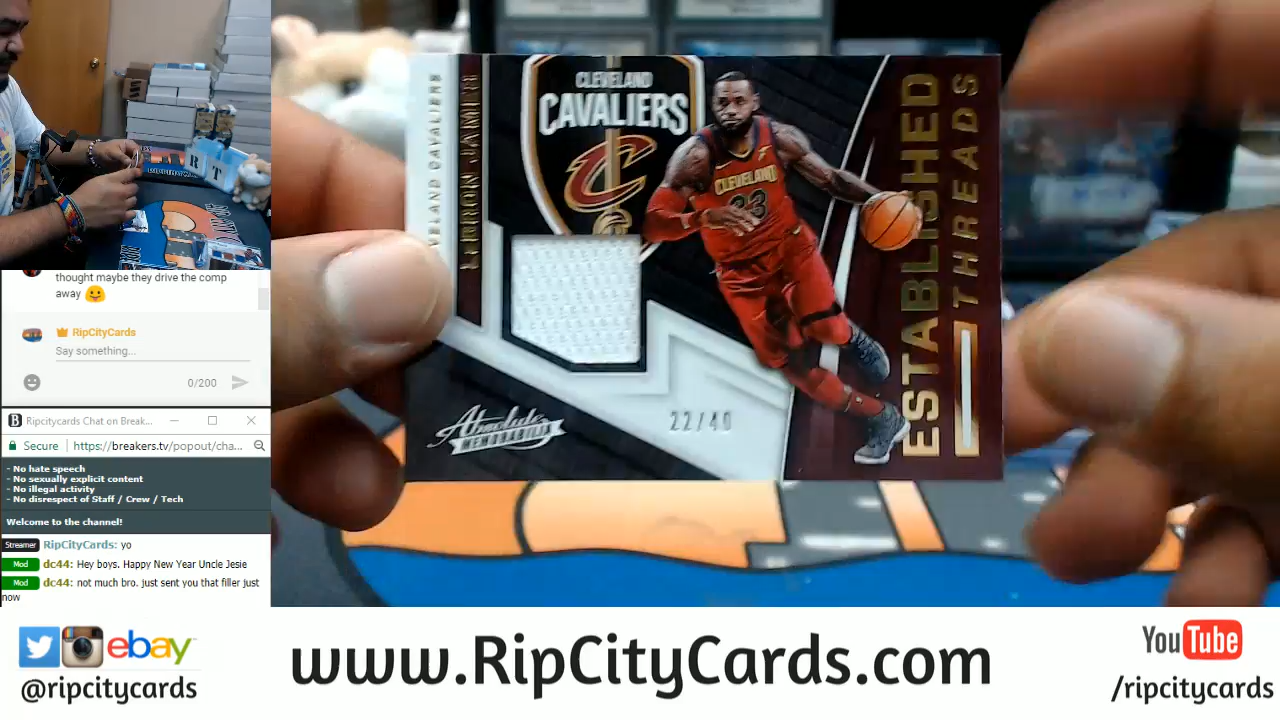 CLEVELAND
CAVALIERS
C
LEBRON JAMES
CLEVELAND
23
ESTABLISHED
THREADS
Absolute
MEMORABILIA
22/40
R
T
thought maybe they drive the comp
away
RipCityCards
Say something...
0/200
Ripcitycards Chat on Break...
Secure https://breakers.tv/popout/cha...
- No hate speech
- No sexually explicit content
- No illegal activity
- No disrespect of Staff / Crew / Tech
Welcome to the channel!
Streamer RipCityCards: yo
Mod dc44: Hey boys. Happy New Year Uncle Jesie
Mod dc44: not much bro. just sent you that filler just
now
ebay
@ripcitycards
www.RipCityCards.com
YouTube
/ripcitycards